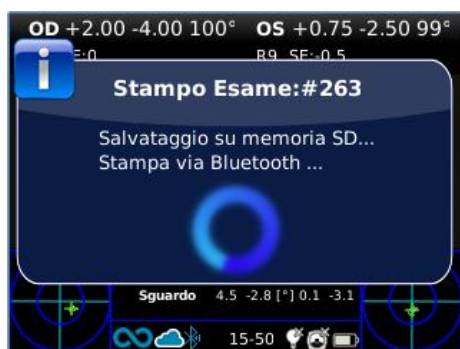 OD +2.00 -4.00 100° OS +0.75 -2.50 99°
E:0 R9 SE:-0.5
Stampo Esame:#263
Salvataggio su memoria SD...
Stampa via Bluetooth ...
Sguardo 4.5 -2.8 [°] 0.1 -3.1
15-50